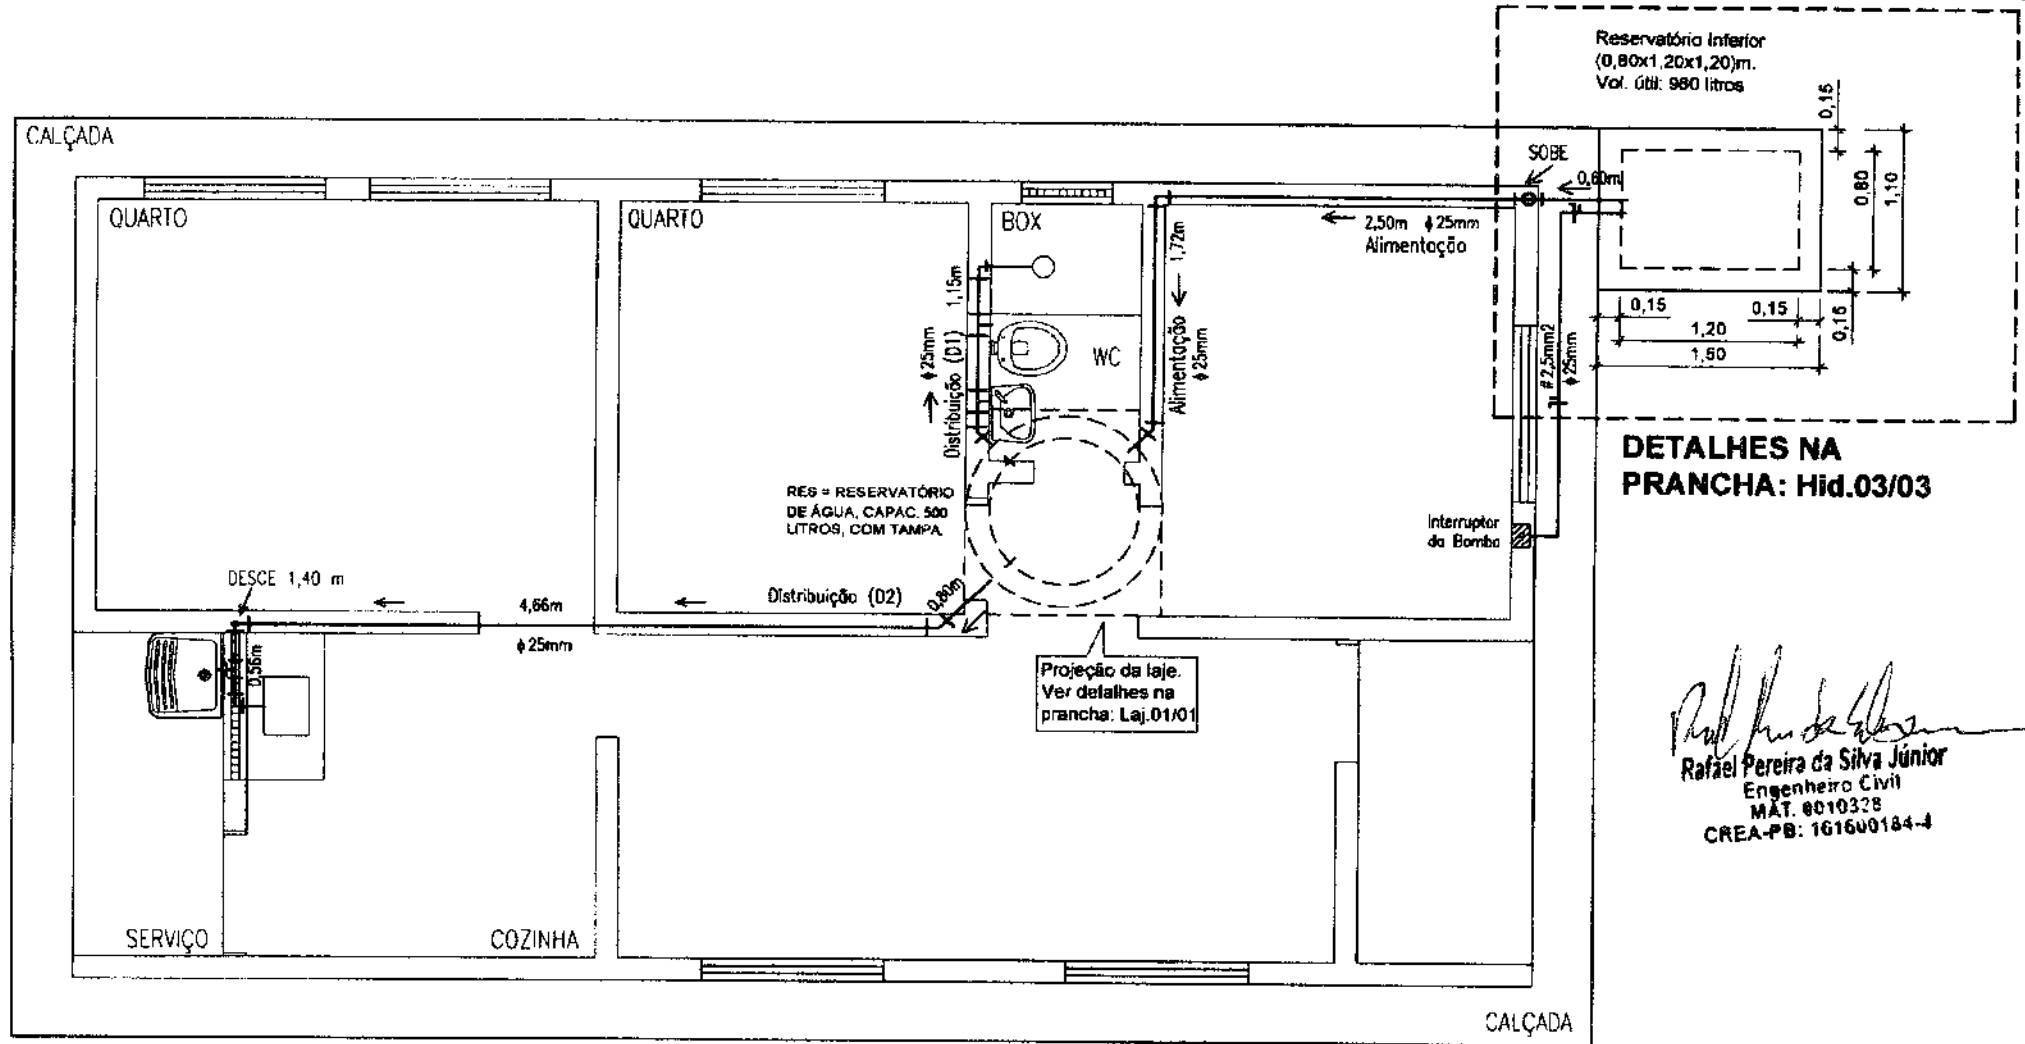 Reservatório Inferior
(0,80x1,20x1,20)m.
Vol. útil: 960 litros
0,15
CALÇADA
SOBE
0,60m
0,80
1,10
QUARTO
QUARTO
BOX
1,72m
2,50m ϕ25mm
Alimentação
1,15m
0,15
0,15
0,15
1,20
1,50
ϕ25mm
Distribuição (D1)
WC
Alimentação
ϕ25mm
#2,5mm2
ϕ25mm
DETALHES NA
PRANCHA: Hid.03/03
RES = RESERVATÓRIO
DE ÁGUA, CAPAC. 500
LITROS, COM TAMPA
Interruptor
da Bomba
DESCE 1,40 m
4,66m
Distribuição (D2)
0,80m
ϕ25mm
0,56m
Projeção da laje.
Ver detalhes na
prancha: Laj.01/01
Rafael Pereira da Silva Júnior
Engenheiro Civil
MAT. 8010328
CREA-PB: 161600184-4
SERVIÇO
COZINHA
CALÇADA